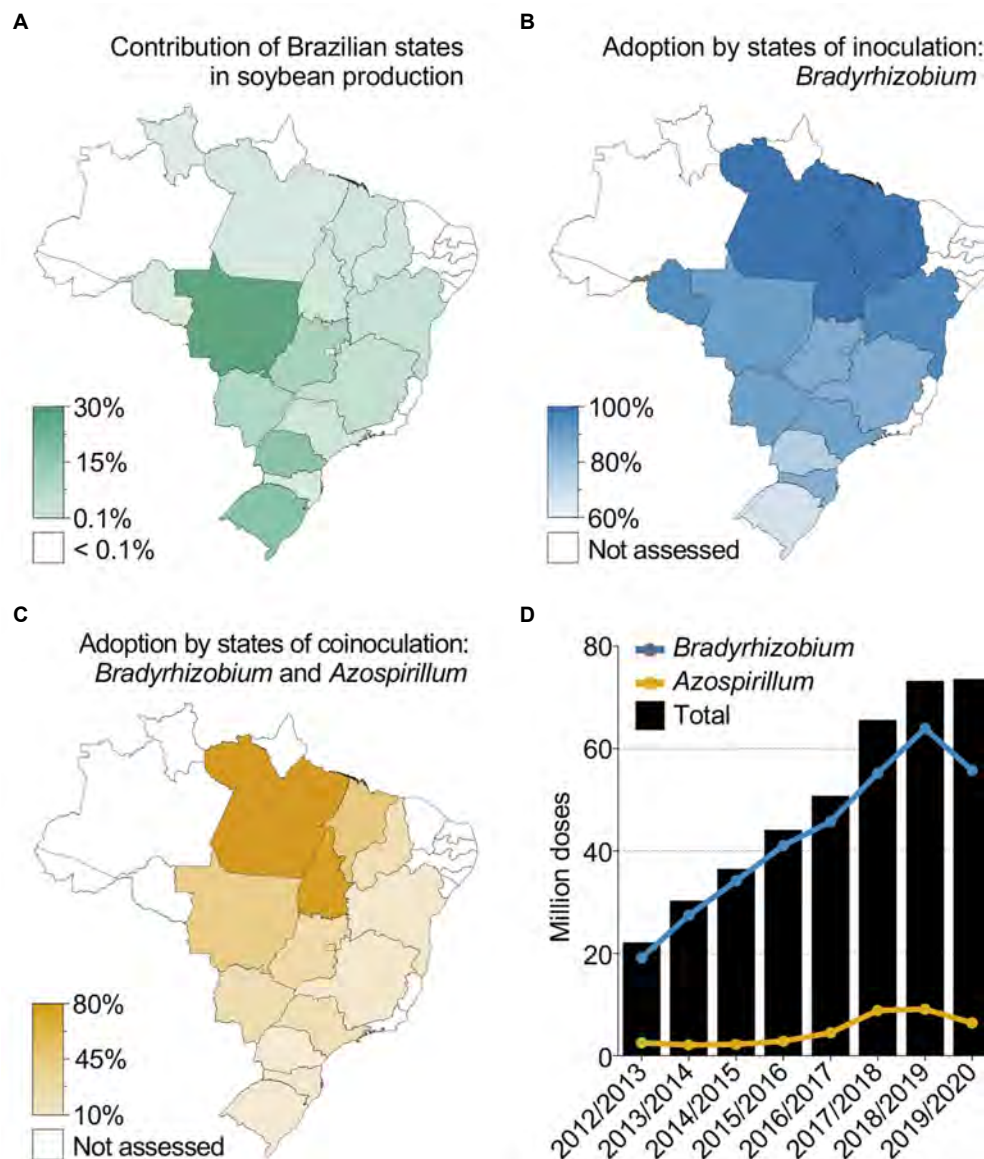 A
Contribution of Brazilian states
in soybean production
30%
15%
0.1%
< 0.1%
B
Adoption by states of inoculation:
Bradyrhizobium
100%
80%
60%
Not assessed
C
Adoption by states of coinoculation:
Bradyrhizobium and Azospirillum
80%
45%
10%
Not assessed
D
Bradyrhizobium
Azospirillum
Total
Million doses
80
60
40
20
0
2012/2013
2013/2014
2014/2015
2015/2016
2016/2017
2017/2018
2018/2019
2019/2020